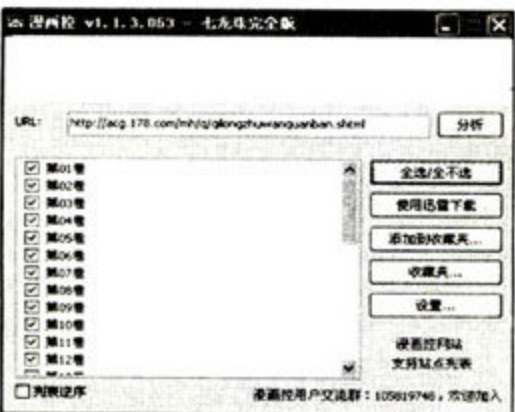 漫画控 v1.1.3.053 - 七龙珠完全版
URL: http://acg.178.com/mh/q/qilongzhuwanquanban.shtml 分析
第01卷
第02卷
第03卷
第04卷
第05卷
第06卷
第07卷
第08卷
第09卷
第10卷
第11卷
第12卷
全选/全不选
使用迅雷下载
添加到收藏夹...
收藏夹...
设置...
漫画控网站
支持站点列表
列表逆序
漫画控用户交流群：105819748，欢迎加入